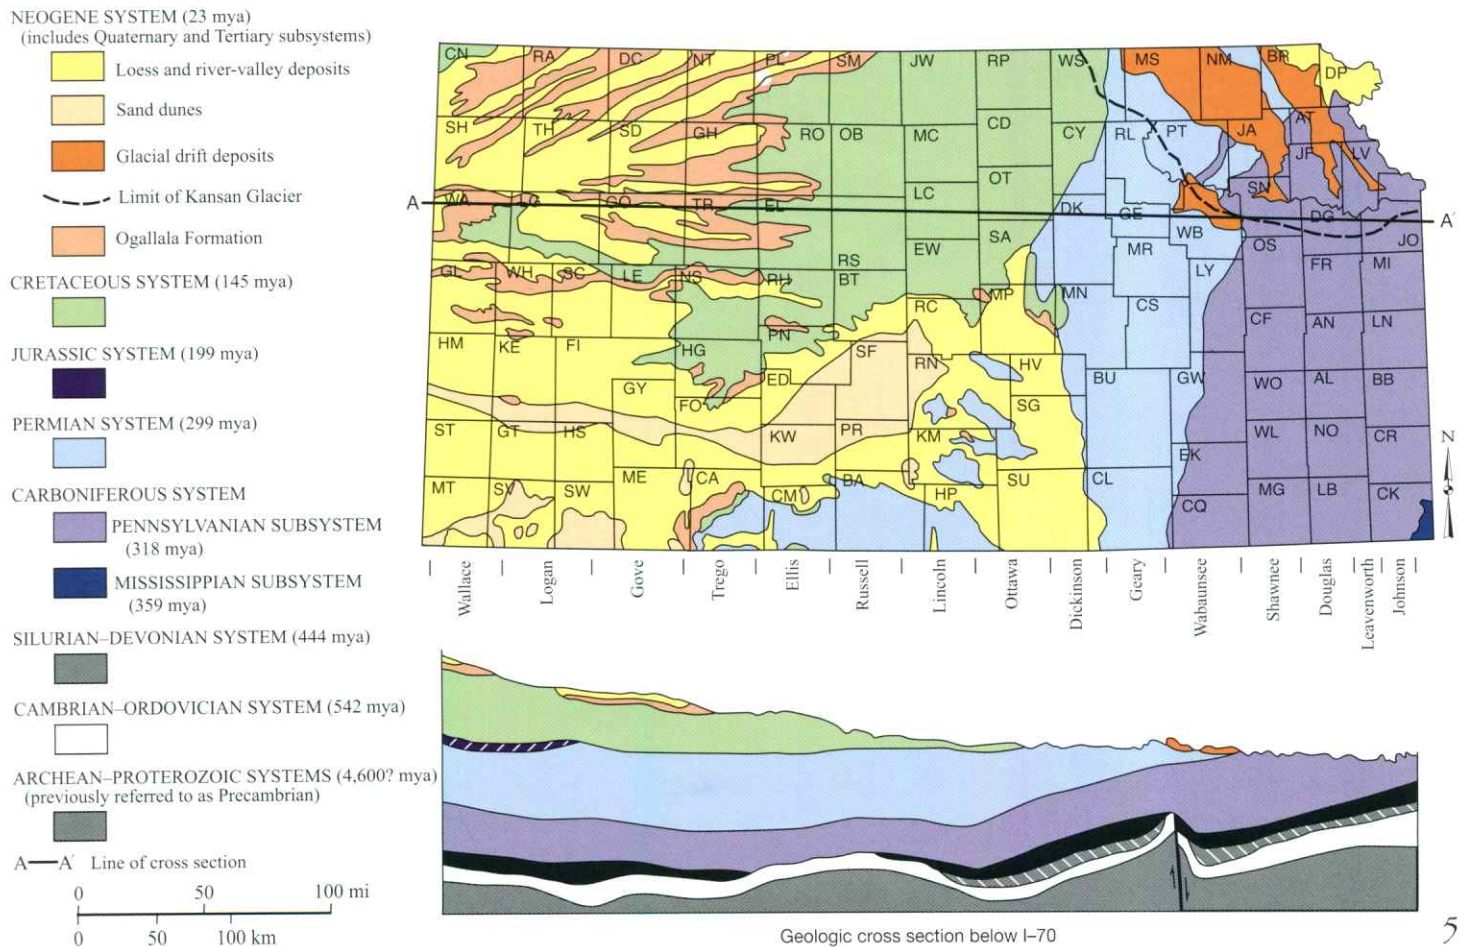 NEOGENE SYSTEM (23 mya)
(includes Quaternary and Tertiary subsystems)
Loess and river-valley deposits
Sand dunes
Glacial drift deposits
Limit of Kansan Glacier
Ogallala Formation
CRETACEOUS SYSTEM (145 mya)
JURASSIC SYSTEM (199 mya)
PERMIAN SYSTEM (299 mya)
CARBONIFEROUS SYSTEM
PENNSYLVANIAN SUBSYSTEM
(318 mya)
MISSISSIPPIAN SUBSYSTEM
(359 mya)
SILURIAN–DEVONIAN SYSTEM (444 mya)
CAMBRIAN–ORDOVICIAN SYSTEM (542 mya)
ARCHEAN–PROTEROZOIC SYSTEMS (4,600? mya)
(previously referred to as Precambrian)
A A' Line of cross section
0 50 100 mi
0 50 100 km
CN RA DC NT PL SM JW RP WS MS NM BR DP
SH TH SD GH RO OB MC CD CY RL PT JA AT
JF LV
LC OT SN
A WA LG GO TR EL DK GE DG A'
RS EW SA MR WB OS JO
GL WH SC LE NS RH BT LY FR MI
RC MP MN CS
HM KE FI HG PN SF CF AN LN
GY FO ED RN HV BU GW WO AL BB
SG
ST GT HS KW PR KM WL NO CR
EK
MT SV SW ME CA CM BA HP SU CL MG LB CK
CQ
N
Wallace
Logan
Gove
Trego
Ellis
Russell
Lincoln
Ottawa
Dickinson
Geary
Wabaunsee
Shawnee
Douglas
Leavenworth
Johnson
Geologic cross section below I–70
5